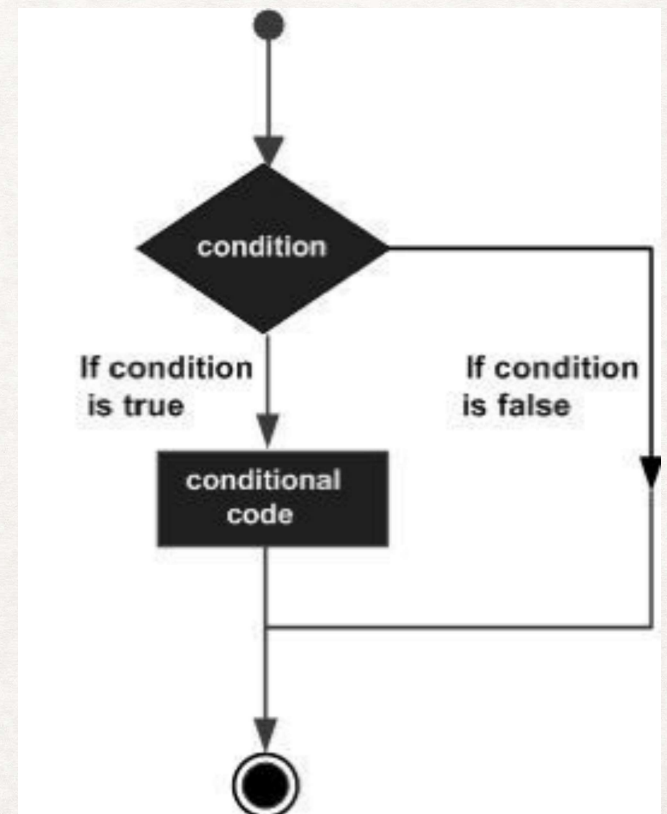 condition
If condition
is true
If condition
is false
conditional
code